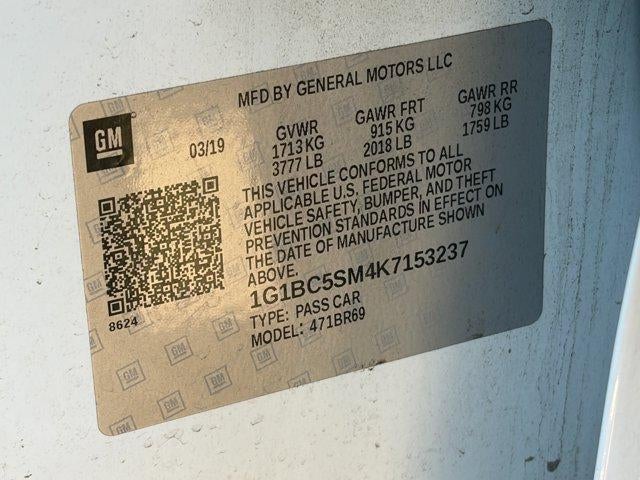 MFD BY GENERAL MOTORS LLC
GM
03/19
GVWR
1713 KG
3777 LB
GAWR FRT
915 KG
2018 LB
GAWR RR
798 KG
1759 LB
THIS VEHICLE CONFORMS TO ALL
APPLICABLE U.S. FEDERAL MOTOR
VEHICLE SAFETY, BUMPER, AND THEFT
PREVENTION STANDARDS IN EFFECT ON
THE DATE OF MANUFACTURE SHOWN
ABOVE.
1G1BC5SM4K7153237
TYPE: PASS CAR
MODEL: 471BR69
8624